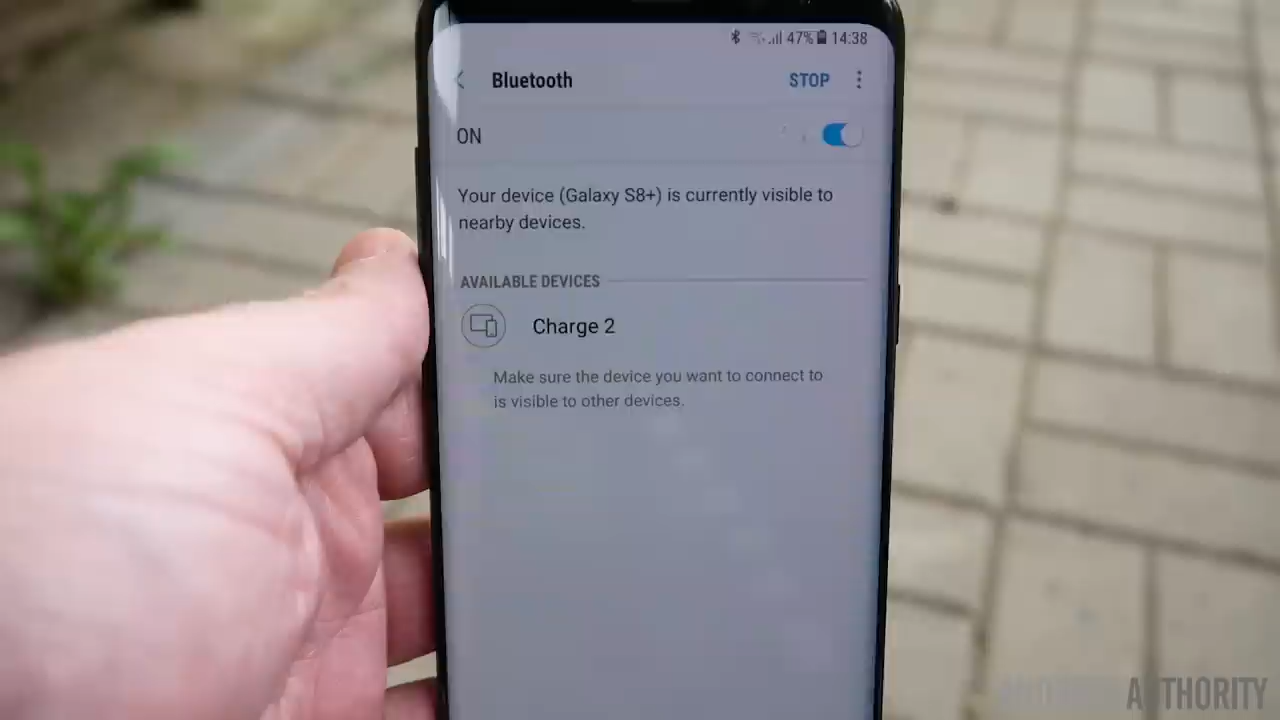 47% 14:38
Bluetooth STOP
ON
Your device (Galaxy S8+) is currently visible to
nearby devices.
AVAILABLE DEVICES
Charge 2
Make sure the device you want to connect to
is visible to other devices.
AUTHORITY